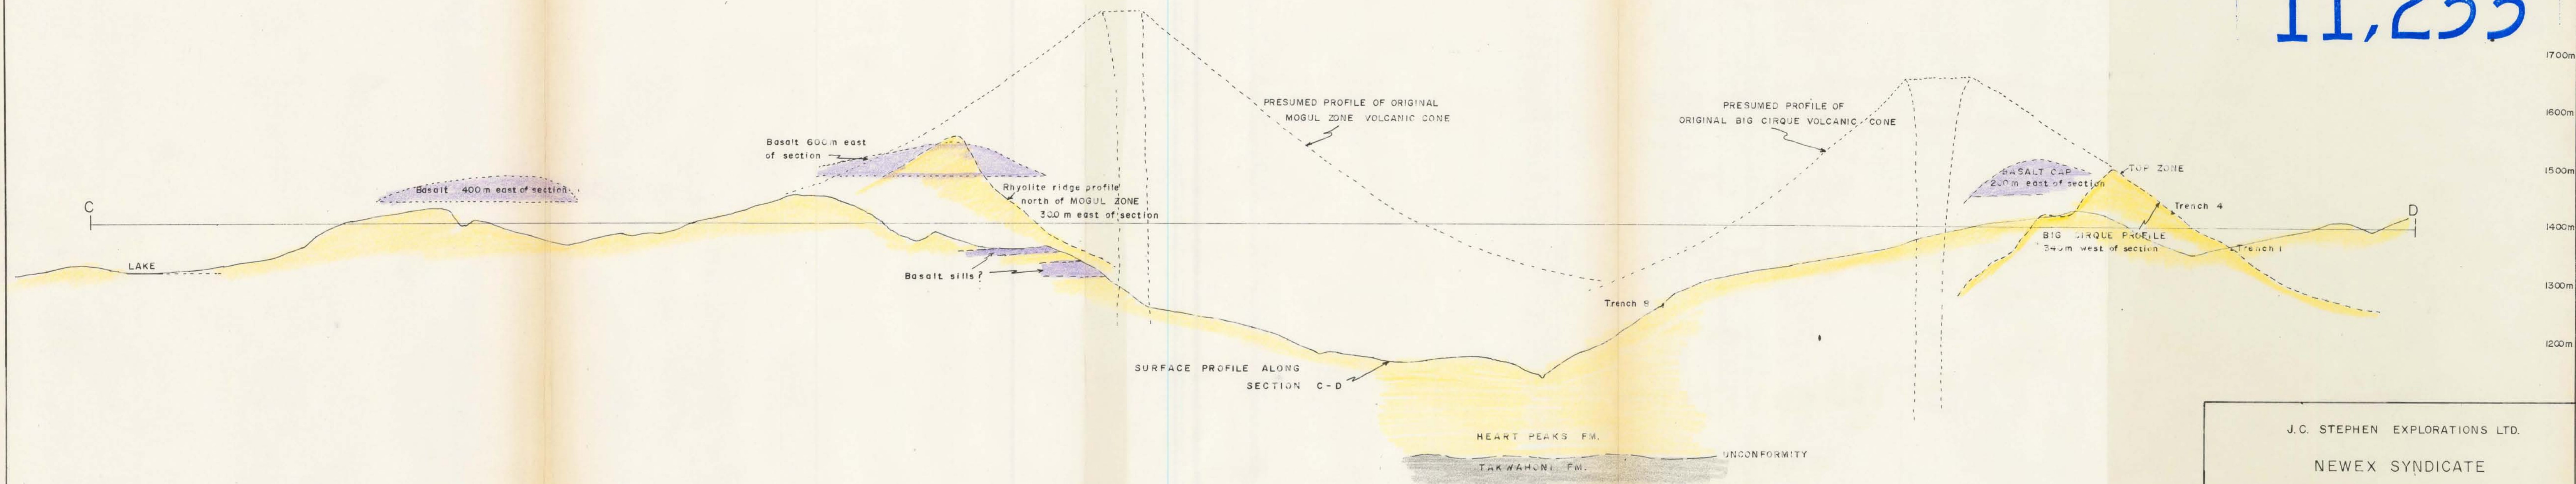 11,233
1700m
1600m
1500m
1400m
1300m
1200m
PRESUMED PROFILE OF ORIGINAL
MOGUL ZONE VOLCANIC CONE
PRESUMED PROFILE OF
ORIGINAL BIG CIRQUE VOLCANIC CONE
Basalt 600m east
of section
Basalt 400m east of section
Rhyolite ridge profile
north of MOGUL ZONE
300m east of section
BASALT CAP
200m east of section
TOP ZONE
Trench 4
C
D
BIG CIRQUE PROFILE
340m west of section
Trench 1
LAKE
Basalt sills?
Trench 8
SURFACE PROFILE ALONG
SECTION C-D
HEART PEAKS FM.
UNCONFORMITY
TAKWAHONI FM.
J.C. STEPHEN EXPLORATIONS LTD.
NEWEX SYNDICATE